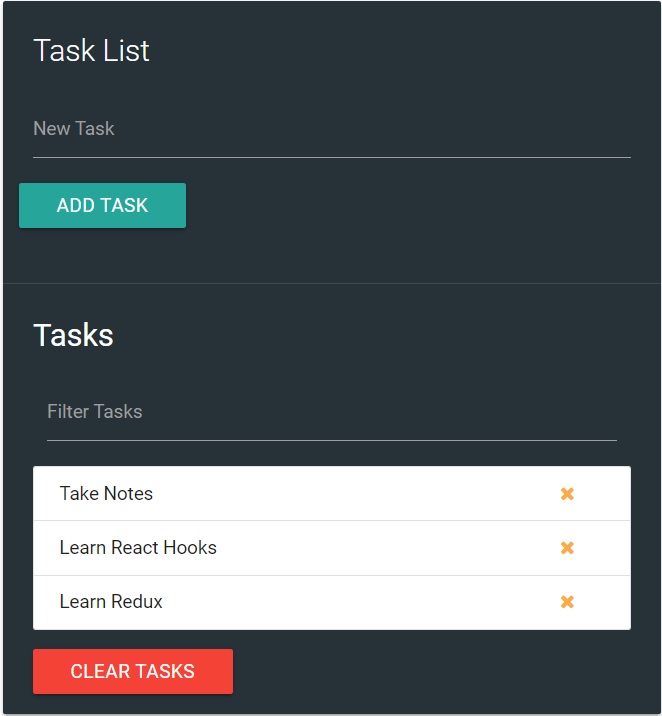 Task List
New Task
ADD TASK
Tasks
Filter Tasks
Take Notes
Learn React Hooks
Learn Redux
CLEAR TASKS